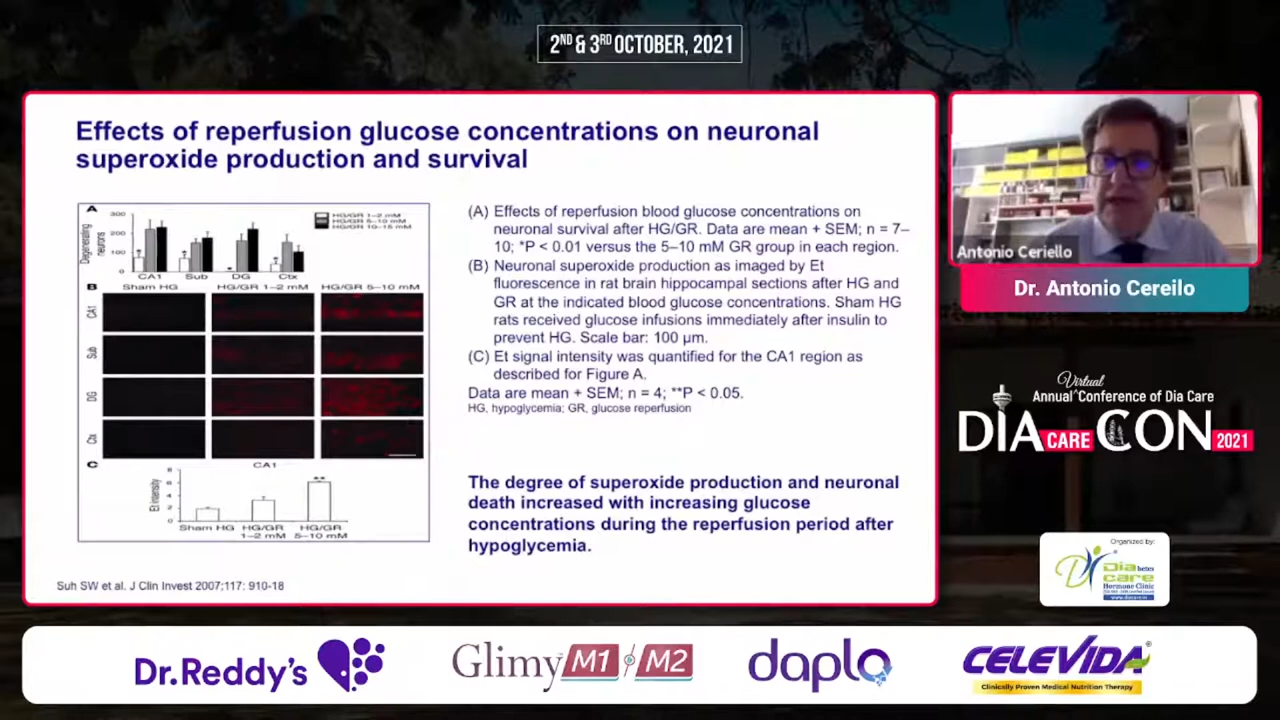 2ND & 3RD OCTOBER, 2021
Effects of reperfusion glucose concentrations on neuronal
superoxide production and survival
A
300
200
100
0
Degenerating
neurons
HG/GR 1–2 mM
HG/GR 5–10 mM
HG/GR 10–15 mM
CA1 Sub DG Ctx
B Sham HG HG/GR 1–2 mM HG/GR 5–10 mM
CA1
Sub
DG
Ctx
C CA1
8
6
4
2
0
Et intensity
**
Sham HG HG/GR HG/GR
1–2 mM 5–10 mM
(A) Effects of reperfusion blood glucose concentrations on
neuronal survival after HG/GR. Data are mean + SEM; n = 7–
10; *P < 0.01 versus the 5–10 mM GR group in each region.
(B) Neuronal superoxide production as imaged by Et
fluorescence in rat brain hippocampal sections after HG and
GR at the indicated blood glucose concentrations. Sham HG
rats received glucose infusions immediately after insulin to
prevent HG. Scale bar: 100 µm.
(C) Et signal intensity was quantified for the CA1 region as
described for Figure A.
Data are mean + SEM; n = 4; **P < 0.05.
HG, hypoglycemia; GR, glucose reperfusion
The degree of superoxide production and neuronal
death increased with increasing glucose
concentrations during the reperfusion period after
hypoglycemia.
Suh SW et al. J Clin Invest 2007;117: 910-18
Antonio Ceriello
Dr. Antonio Cereilo
Virtual
Annual ^ Conference of Dia Care
DIA CARE CON 2021
Organized by:
Diabetes
care
Hormone Clinic
Dr.Reddy's
Glimy M1 M2
daplo
CELEVIDA®
Clinically Proven Medical Nutrition Therapy